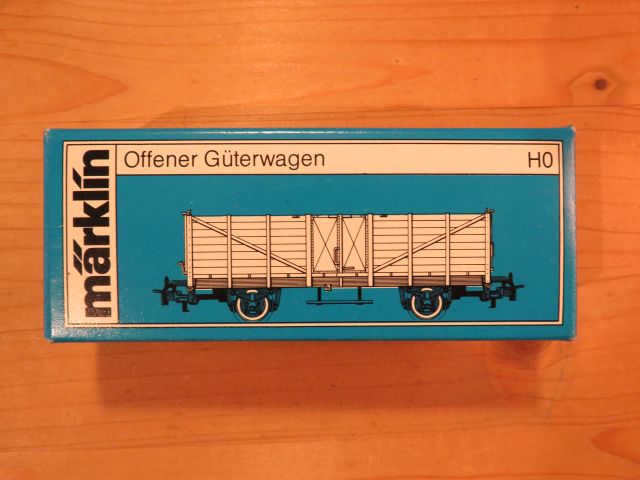 märklin
Offener Güterwagen H0